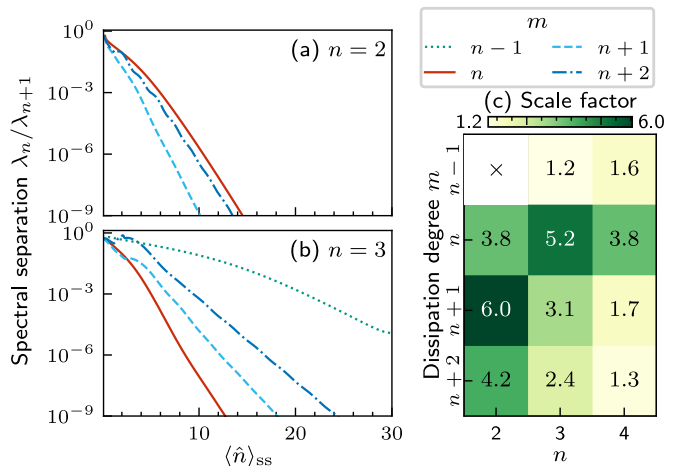 m
n − 1
n
n + 1
n + 2
(a) n = 2
10⁰
10⁻³
10⁻⁶
10⁻⁹
(b) n = 3
10⁰
10⁻³
10⁻⁶
10⁻⁹
Spectral separation λₙ/λₙ₊₁
0
10
20
30
⟨n̂⟩ss
(c) Scale factor
1.2
6.0
Dissipation degree m
n − 1
n
n + 1
n + 2
× 1.2 1.6
3.8 5.2 3.8
6.0 3.1 1.7
4.2 2.4 1.3
2 3 4
n